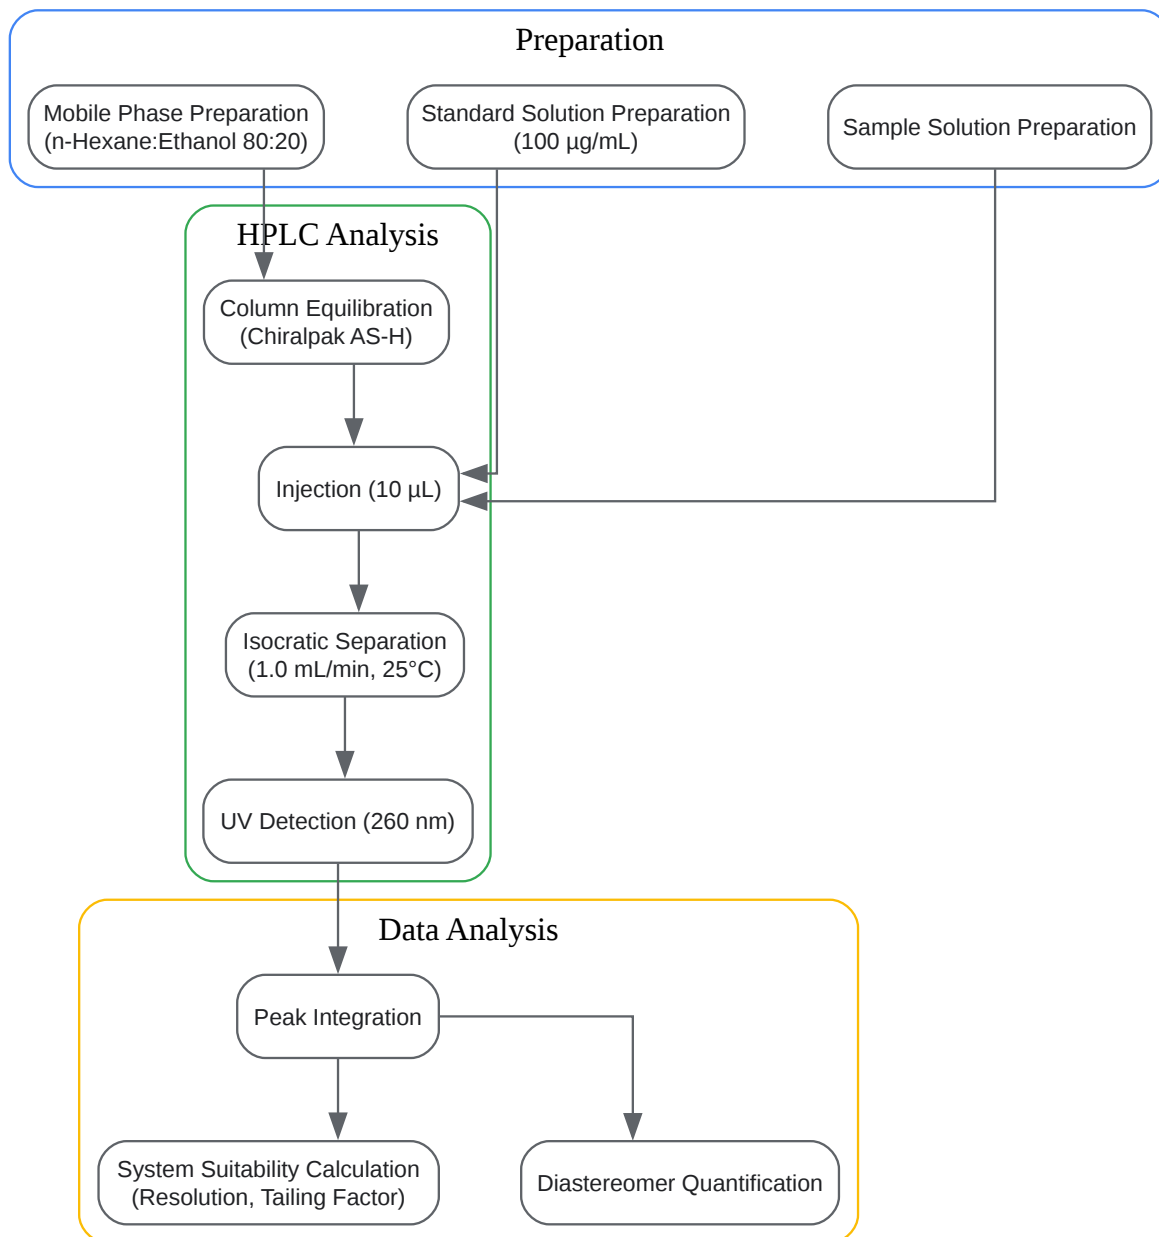 Preparation
Mobile Phase Preparation
(n-Hexane:Ethanol 80:20)
Standard Solution Preparation
(100 µg/mL)
Sample Solution Preparation
HPLC Analysis
Column Equilibration
(Chiralpak AS-H)
Injection (10 µL)
Isocratic Separation
(1.0 mL/min, 25°C)
UV Detection (260 nm)
Data Analysis
Peak Integration
System Suitability Calculation
(Resolution, Tailing Factor)
Diastereomer Quantification